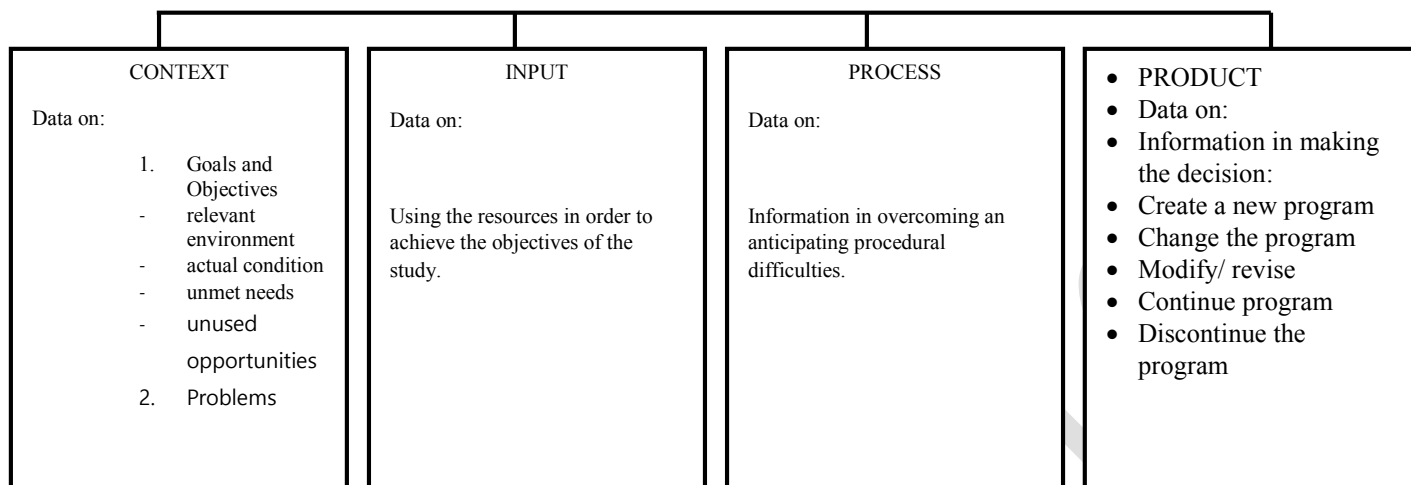 CONTEXT
Data on:
1. Goals and
Objectives
- relevant
environment
- actual condition
- unmet needs
- unused
opportunities
2. Problems
INPUT
Data on:
Using the resources in order to
achieve the objectives of the
study.
PROCESS
Data on:
Information in overcoming an
anticipating procedural
difficulties.
• PRODUCT
• Data on:
• Information in making
the decision:
• Create a new program
• Change the program
• Modify/ revise
• Continue program
• Discontinue the
program